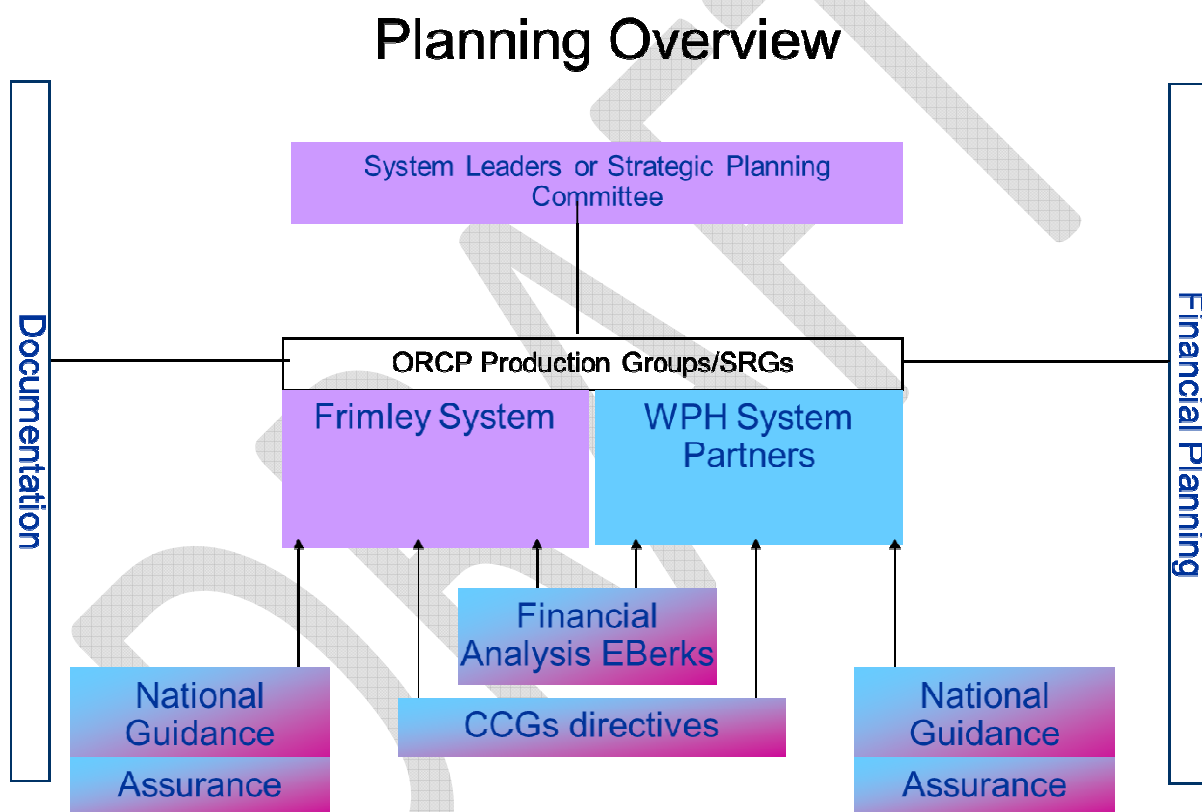 Planning Overview
System Leaders or Strategic Planning
Committee
Documentation
Financial Planning
ORCP Production Groups/SRGs
Frimley System
WPH System
Partners
Financial
Analysis EBerks
National
Guidance
CCGs directives
National
Guidance
Assurance
Assurance
DRAFT